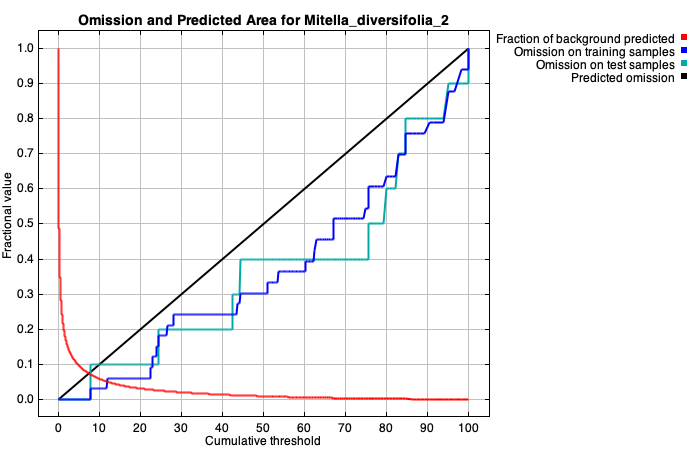 Omission and Predicted Area for Mitella_diversifolia_2
Fraction of background predicted
Omission on training samples
Omission on test samples
Predicted omission
Fractional value
1.0
0.9
0.8
0.7
0.6
0.5
0.4
0.3
0.2
0.1
0.0
0 10 20 30 40 50 60 70 80 90 100
Cumulative threshold